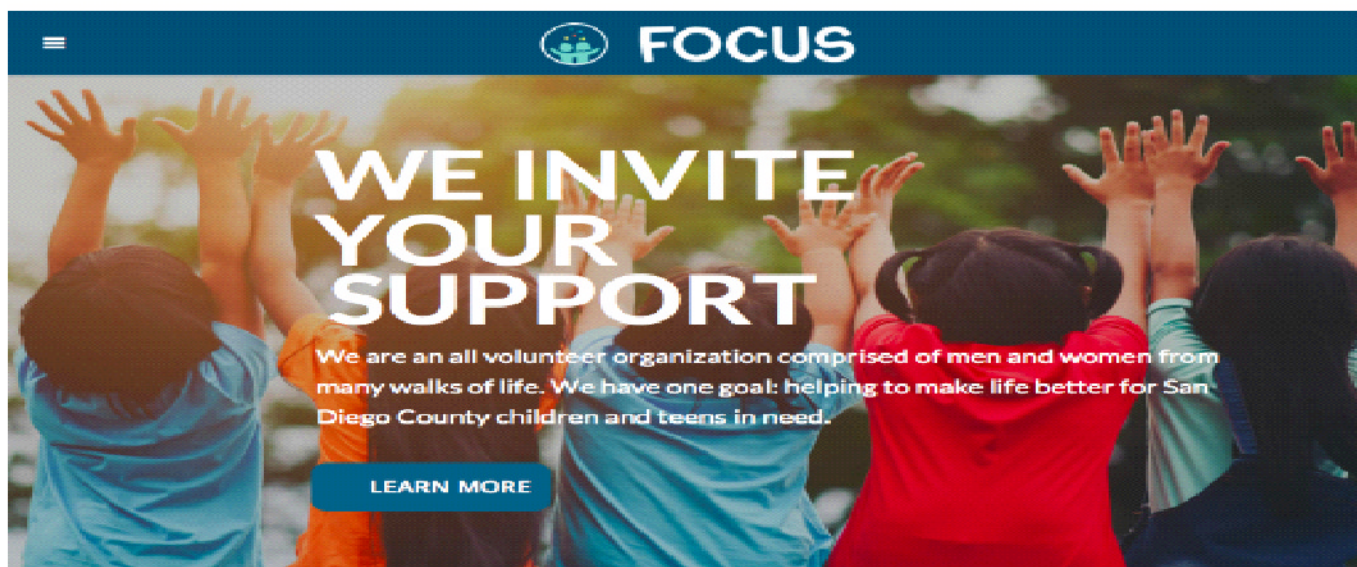 FOCUS
WE INVITE
YOUR
SUPPORT
We are an all volunteer organization comprised of men and women from
many walks of life. We have one goal: helping to make life better for San
Diego County children and teens in need.
LEARN MORE